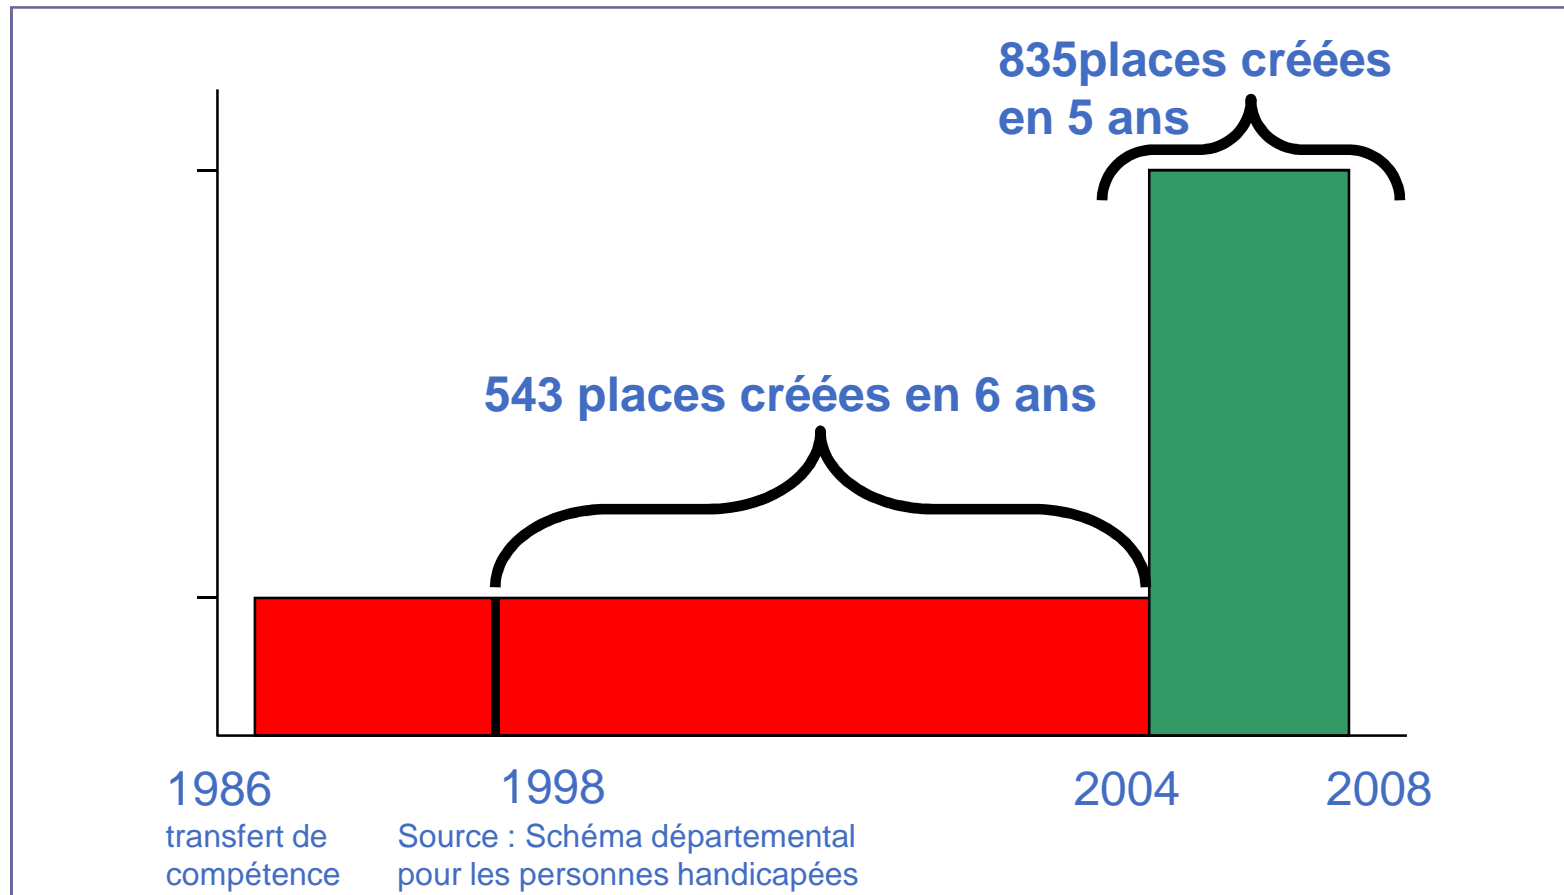 835places créées
en 5 ans
543 places créées en 6 ans
1986
1998
2004
2008
transfert de
compétence
Source : Schéma départemental
pour les personnes handicapées